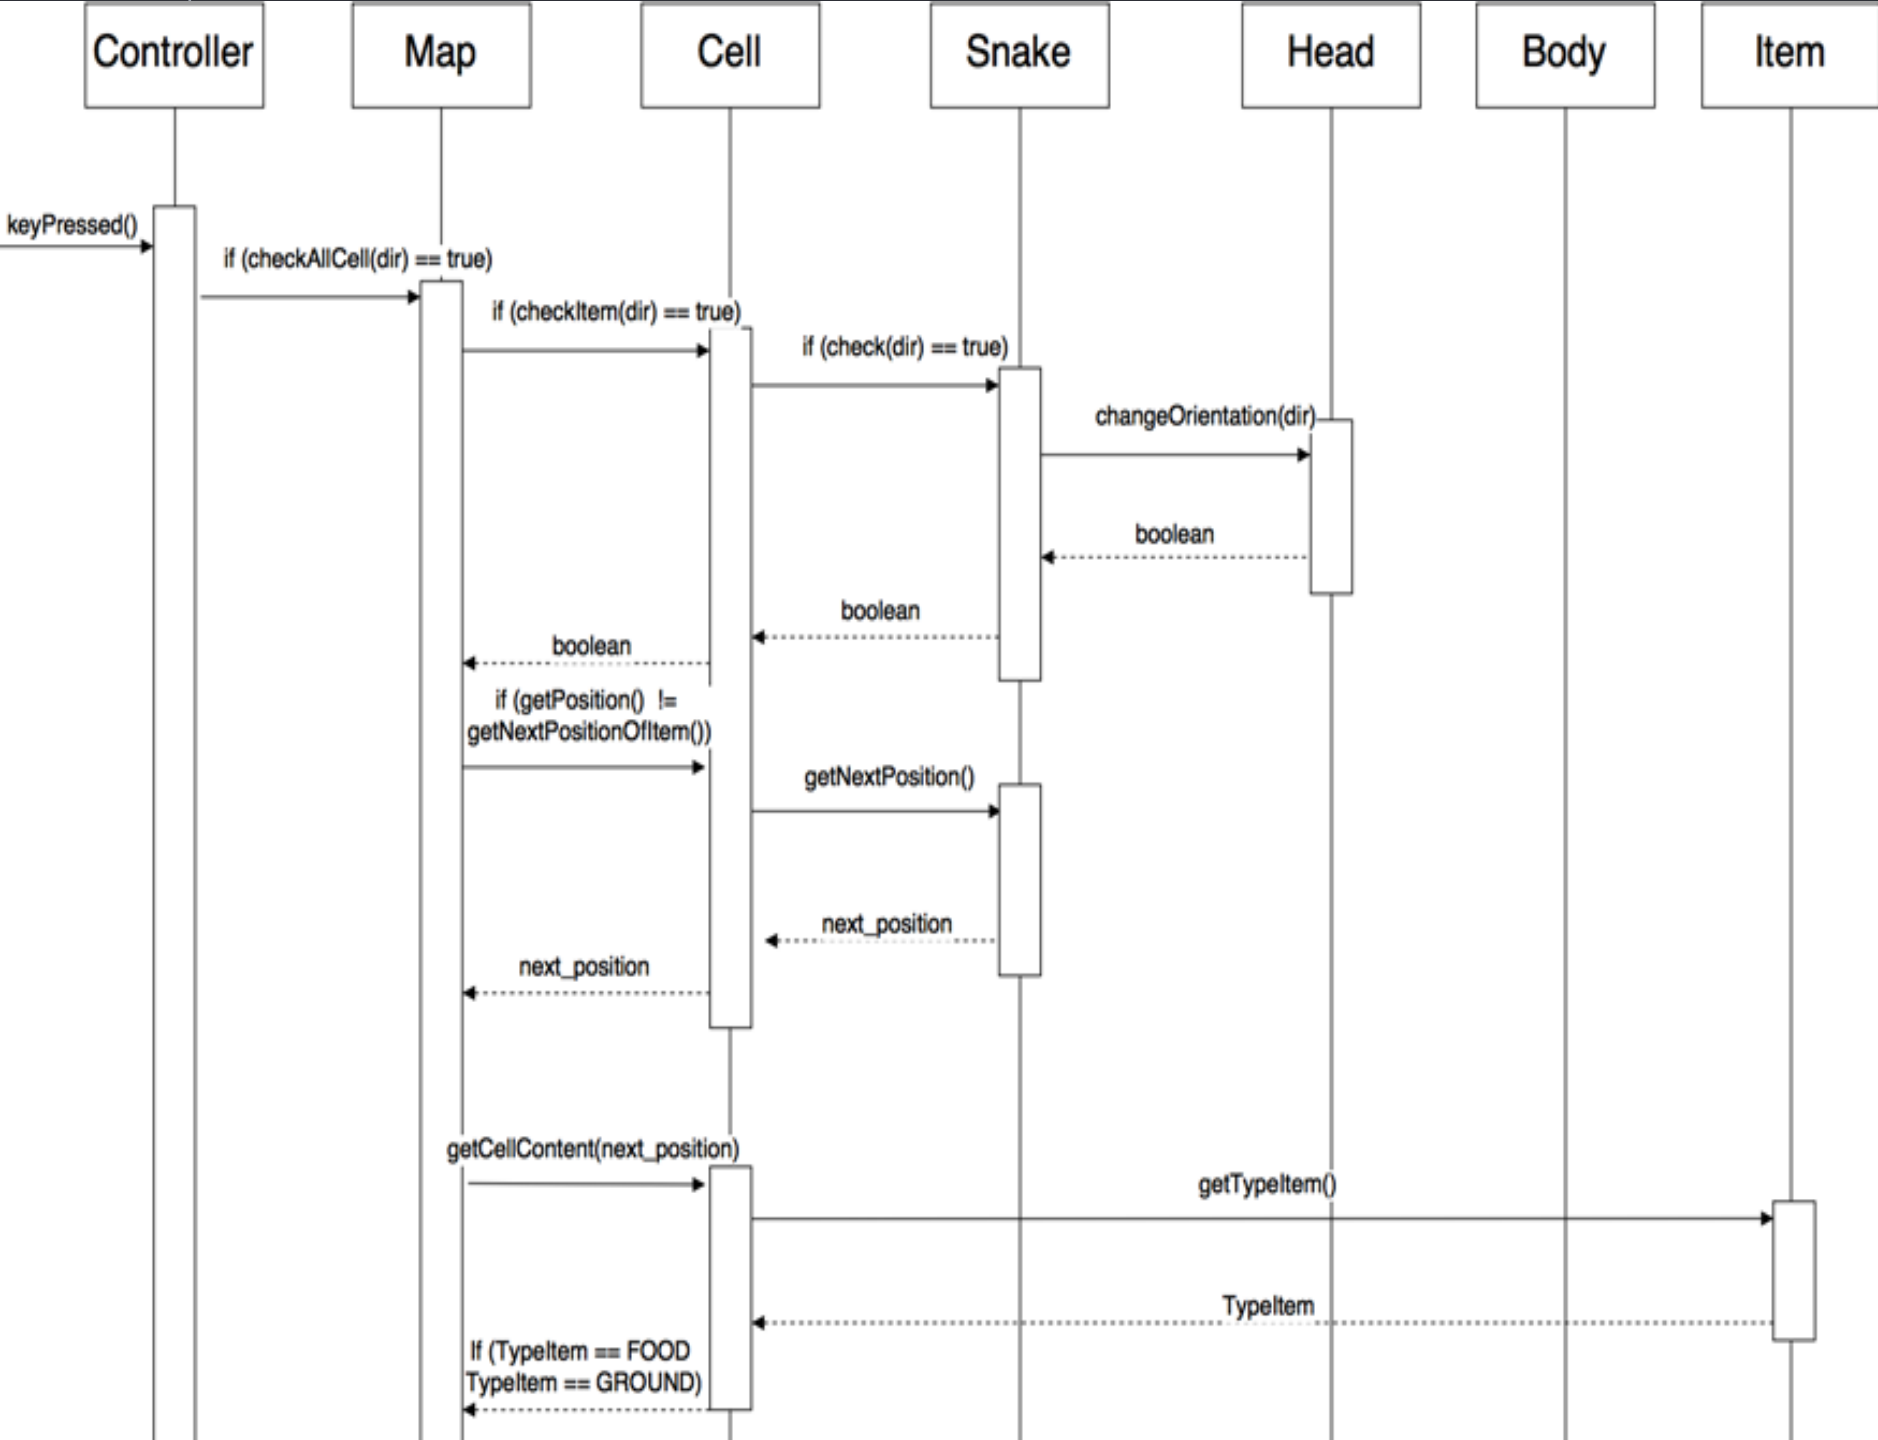 Controller
Map
Cell
Snake
Head
Body
Item
keyPressed()
if (checkAllCell(dir) == true)
if (checkItem(dir) == true)
if (check(dir) == true)
changeOrientation(dir)
boolean
boolean
boolean
if (getPosition() !=
getNextPositionOfItem())
getNextPosition()
next_position
next_position
getCellContent(next_position)
getTypeItem()
TypeItem
If (TypeItem == FOOD
TypeItem == GROUND)